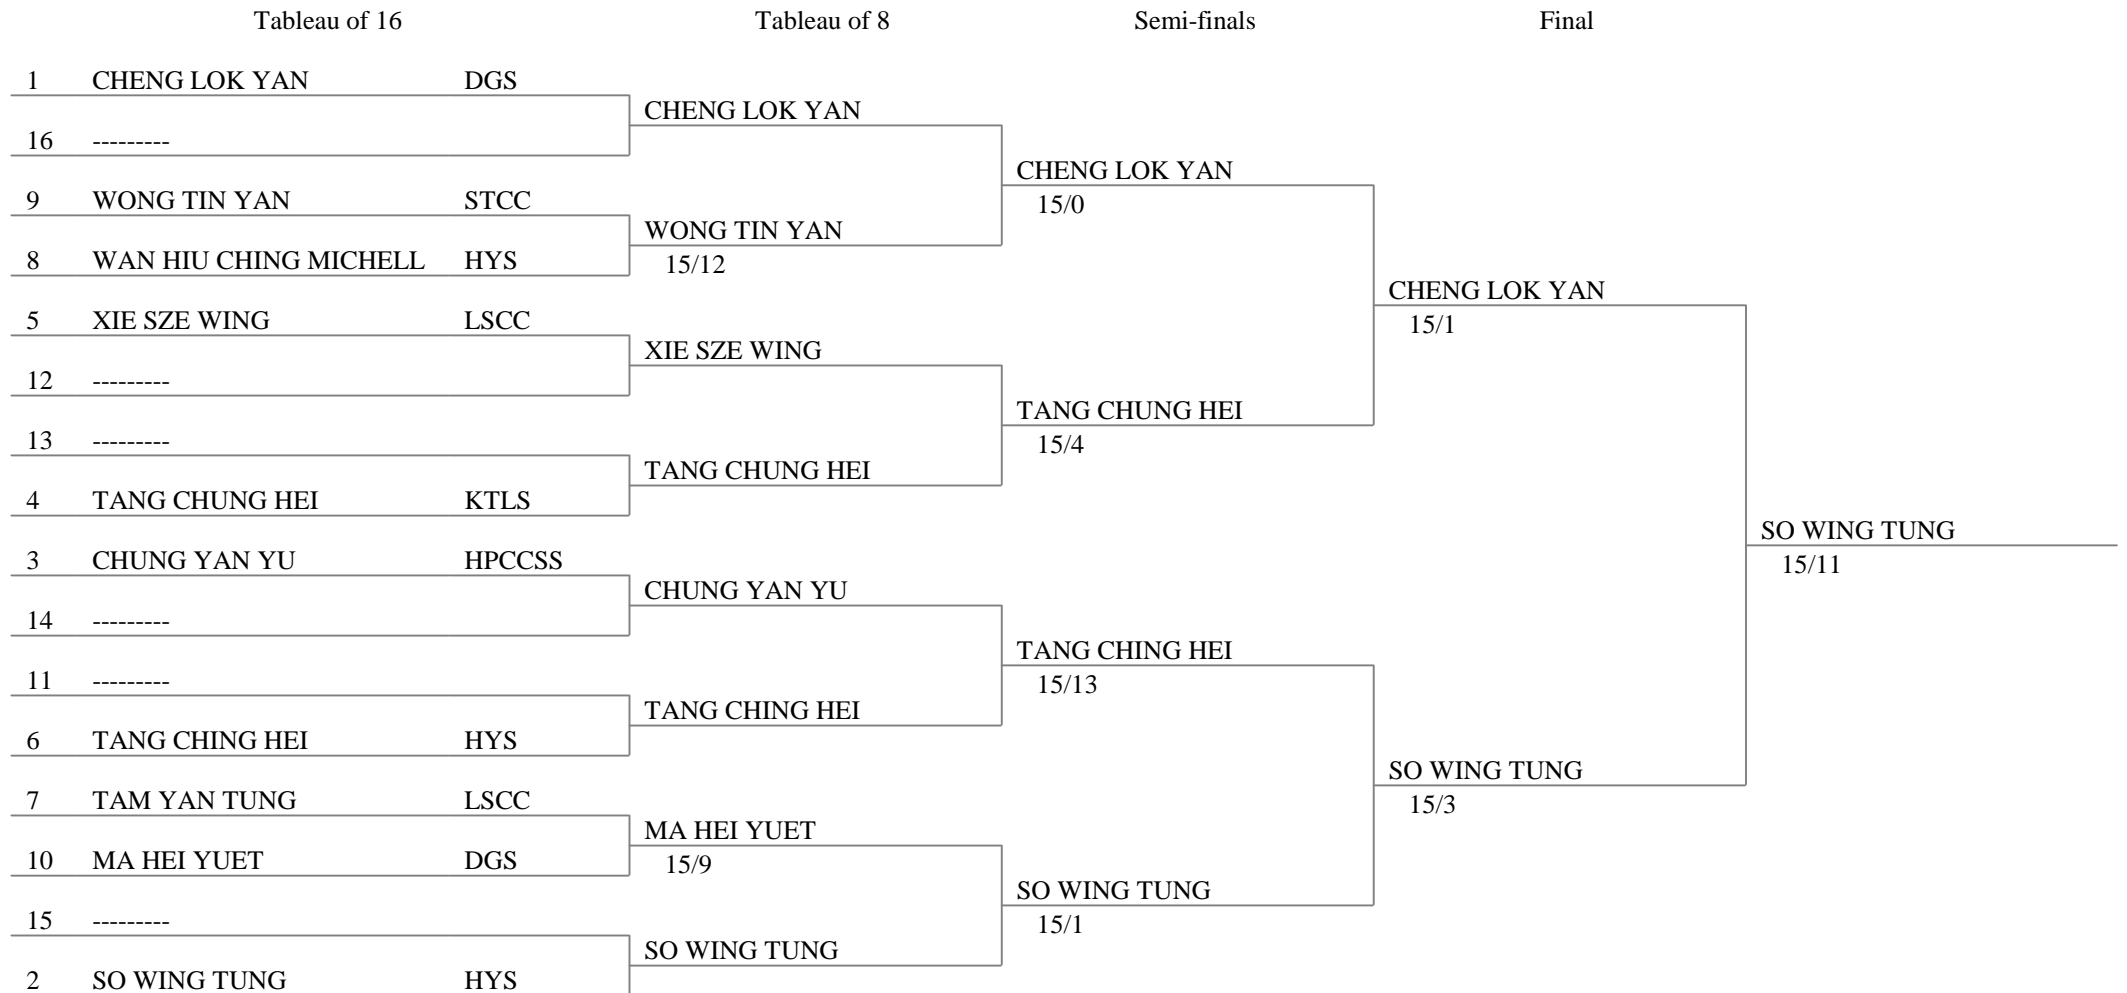 Tableau of 16 Tableau of 8 Semi-finals Final
1 CHENG LOK YAN DGS
CHENG LOK YAN
16 ---------
CHENG LOK YAN
9 WONG TIN YAN STCC
15/0
WONG TIN YAN
8 WAN HIU CHING MICHELL HYS
15/12
CHENG LOK YAN
5 XIE SZE WING LSCC
15/1
XIE SZE WING
12 ---------
TANG CHUNG HEI
13 ---------
15/4
TANG CHUNG HEI
4 TANG CHUNG HEI KTLS
SO WING TUNG
3 CHUNG YAN YU HPCCSS
15/11
CHUNG YAN YU
14 ---------
TANG CHING HEI
11 ---------
15/13
TANG CHING HEI
6 TANG CHING HEI HYS
SO WING TUNG
7 TAM YAN TUNG LSCC
15/3
MA HEI YUET
10 MA HEI YUET DGS
15/9
SO WING TUNG
15 ---------
15/1
SO WING TUNG
2 SO WING TUNG HYS